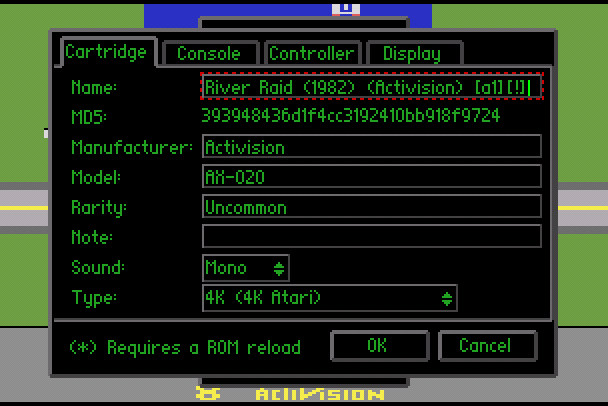 Cartridge Console Controller Display
Name: River Raid (1982) (Activision) [a1][!]
MD5: 393948436d1f4cc3192410bb918f9724
Manufacturer: Activision
Model: AX-020
Rarity: Uncommon
Note:
Sound: Mono
Type: 4K (4K Atari)
(*) Requires a ROM reload OK Cancel
ACTIVISION